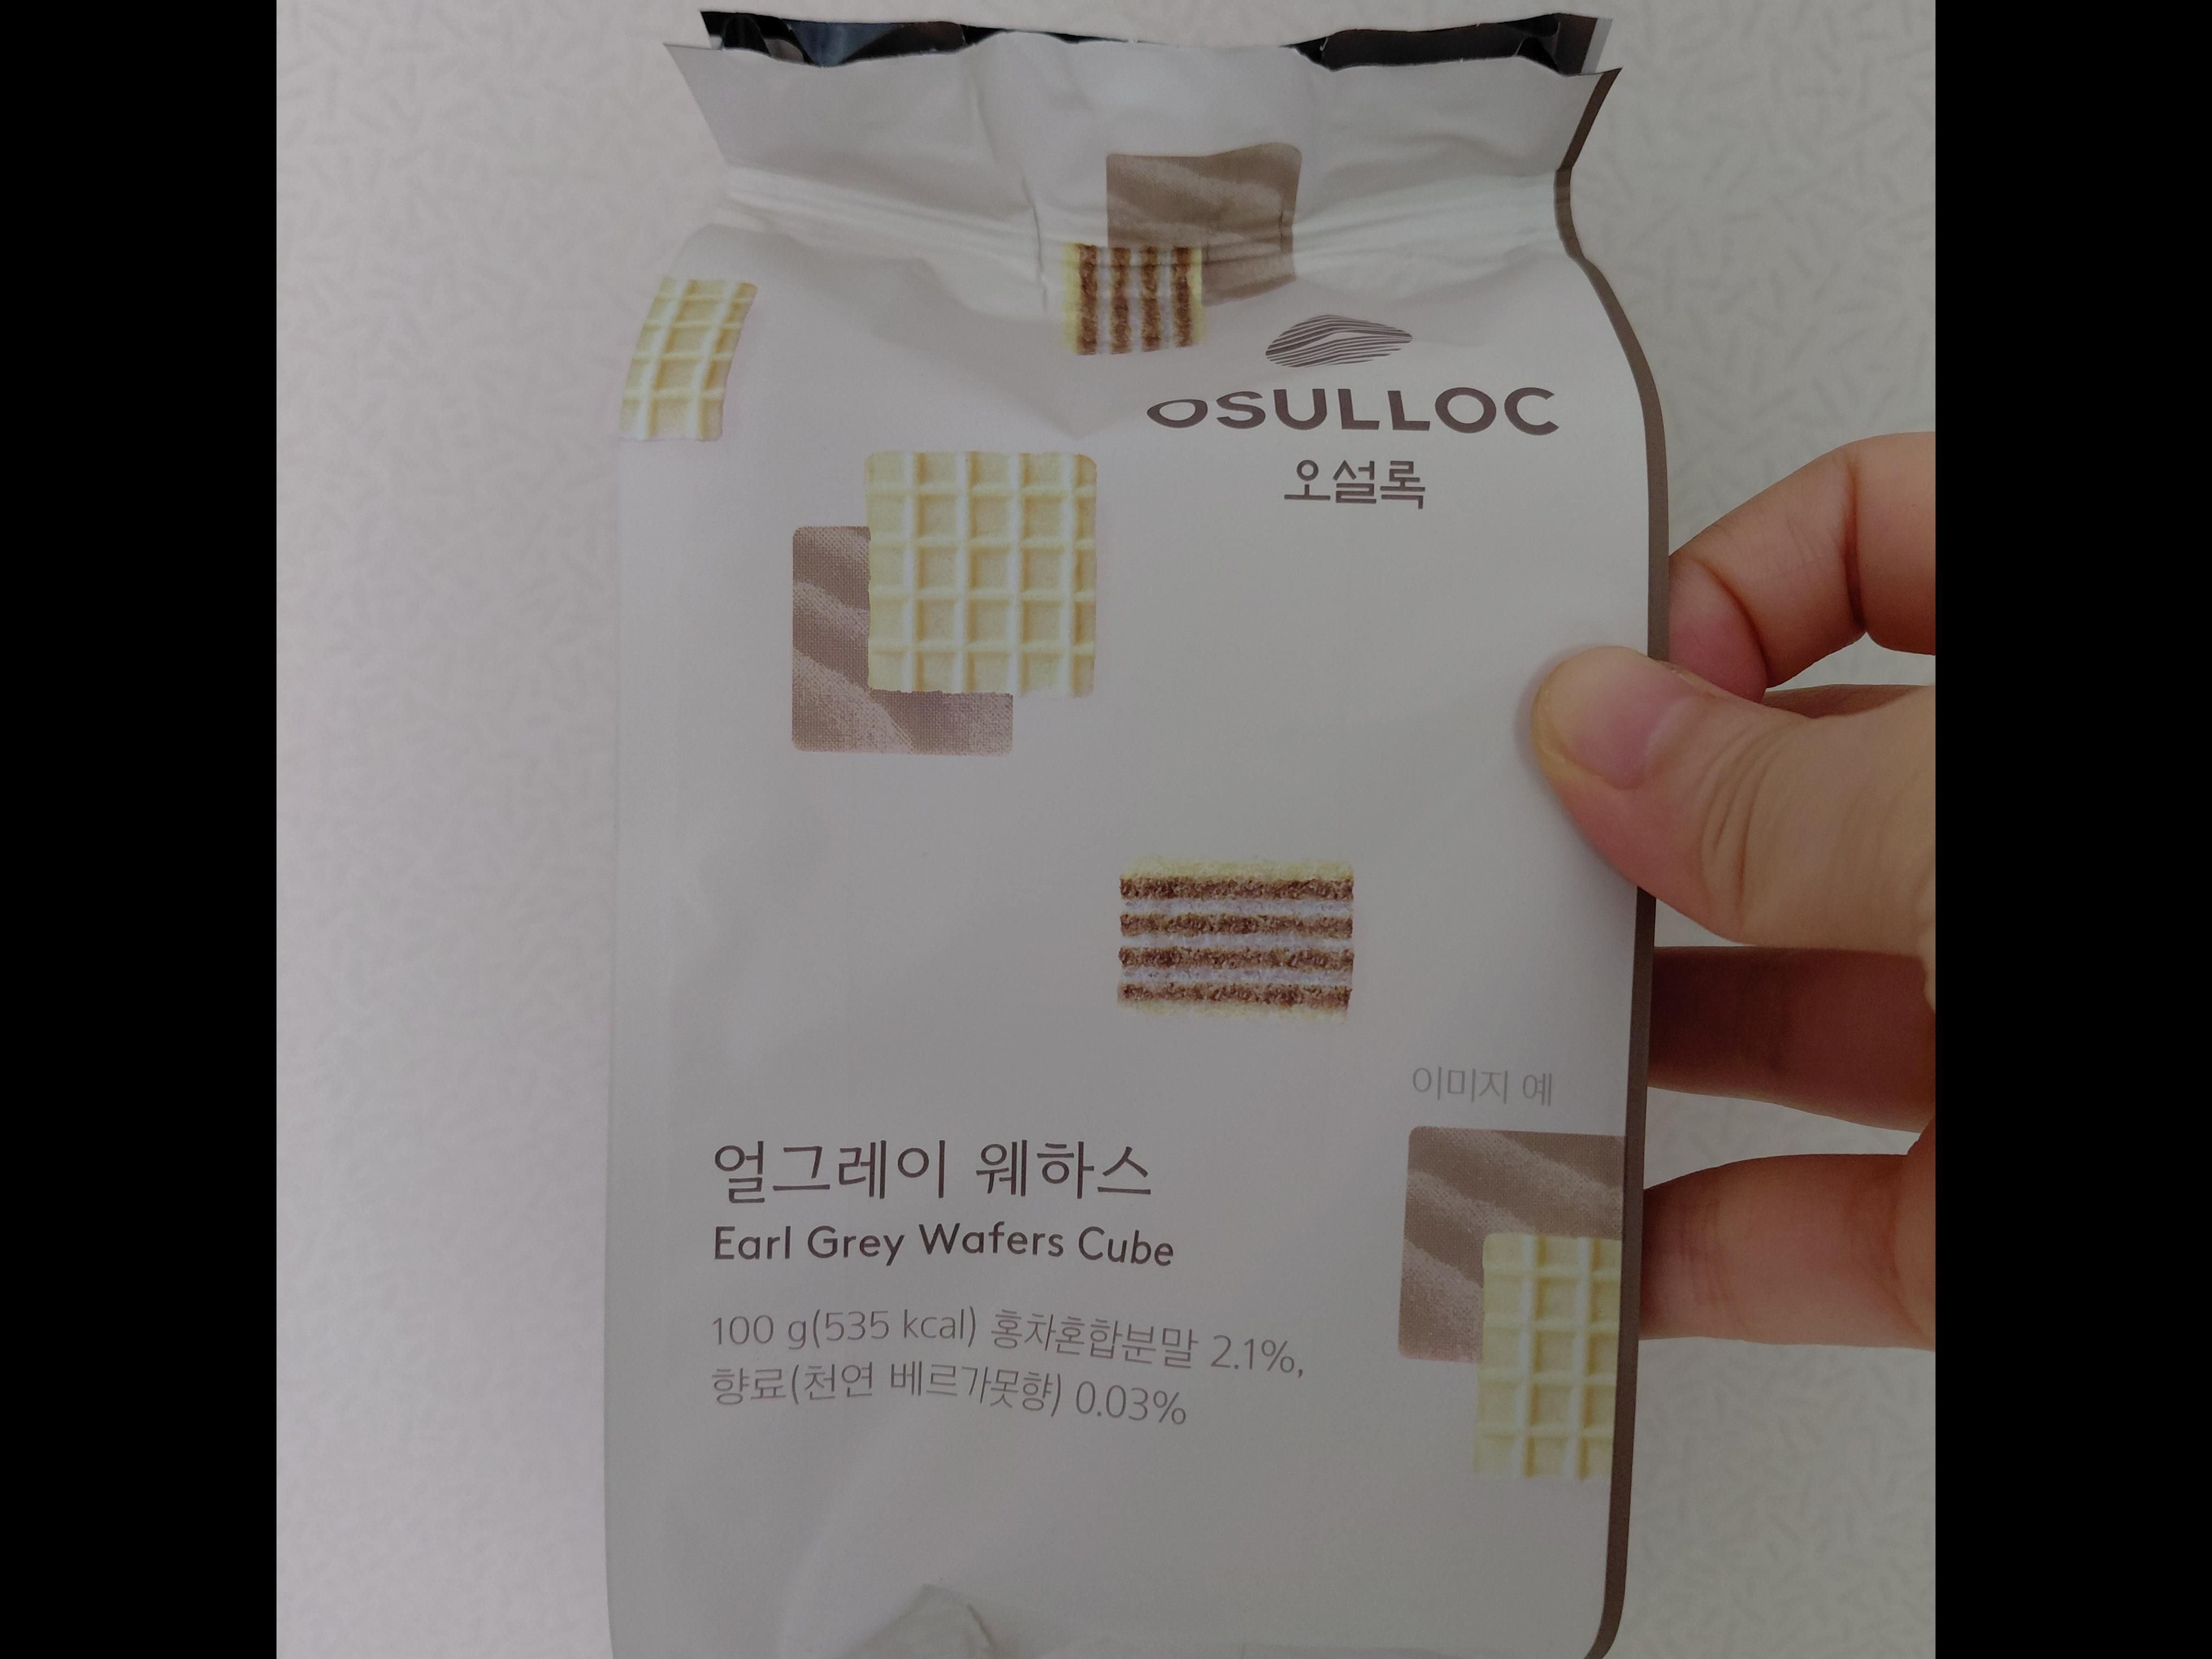 OSULLOC
오설록
이미지 예
얼그레이 웨하스
Earl Grey Wafers Cube
100 g(535 kcal) 홍차혼합분말 2.1%,
향료(천연 베르가못향) 0.03%